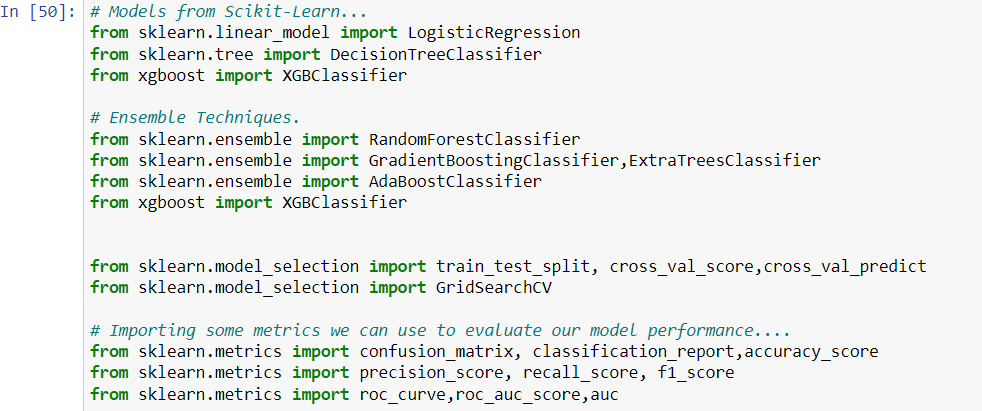 In [50]: # Models from Scikit-Learn...
from sklearn.linear_model import LogisticRegression
from sklearn.tree import DecisionTreeClassifier
from xgboost import XGBClassifier
# Ensemble Techniques.
from sklearn.ensemble import RandomForestClassifier
from sklearn.ensemble import GradientBoostingClassifier,ExtraTreesClassifier
from sklearn.ensemble import AdaBoostClassifier
from xgboost import XGBClassifier
from sklearn.model_selection import train_test_split, cross_val_score,cross_val_predict
from sklearn.model_selection import GridSearchCV
# Importing some metrics we can use to evaluate our model performance....
from sklearn.metrics import confusion_matrix, classification_report,accuracy_score
from sklearn.metrics import precision_score, recall_score, f1_score
from sklearn.metrics import roc_curve,roc_auc_score,auc